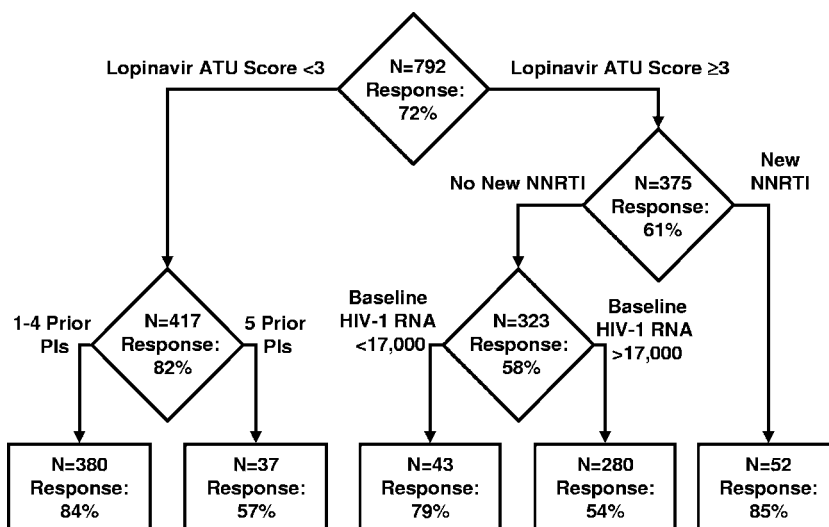 Lopinavir ATU Score <3
N=792
Response:
72%
Lopinavir ATU Score ≥3
No New NNRTI
N=375
Response:
61%
New
NNRTI
1-4 Prior
PIs
N=417
Response:
82%
5 Prior
PIs
Baseline
HIV-1 RNA
<17,000
N=323
Response:
58%
Baseline
HIV-1 RNA
>17,000
N=380
Response:
84%
N=37
Response:
57%
N=43
Response:
79%
N=280
Response:
54%
N=52
Response:
85%